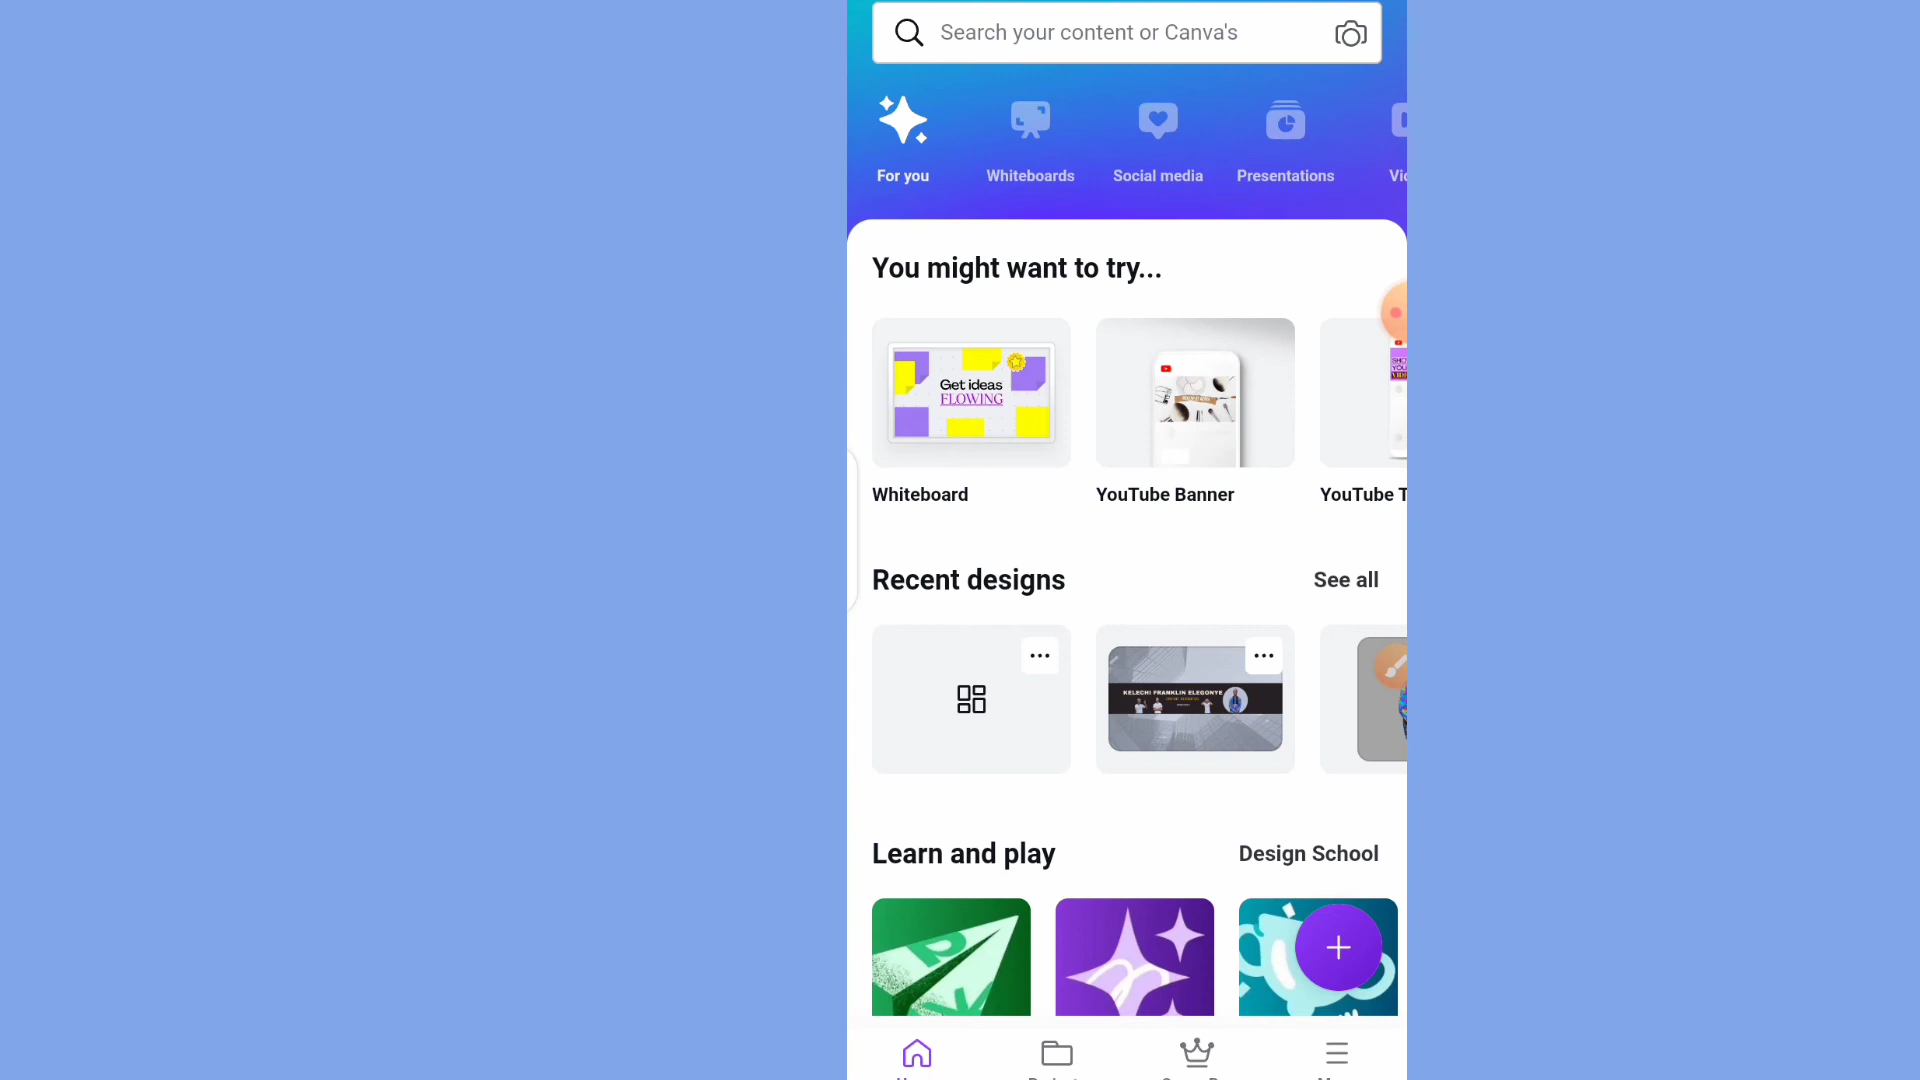 Search your content or Canva's
For you
Whiteboards
Social media
Presentations
You might want to try...
Get ideas
FLOWING
Whiteboard
YouTube Banner
YouTube T
Recent designs
See all
KELECHI FRANKLIN ELEGONYE
Learn and play
Design School